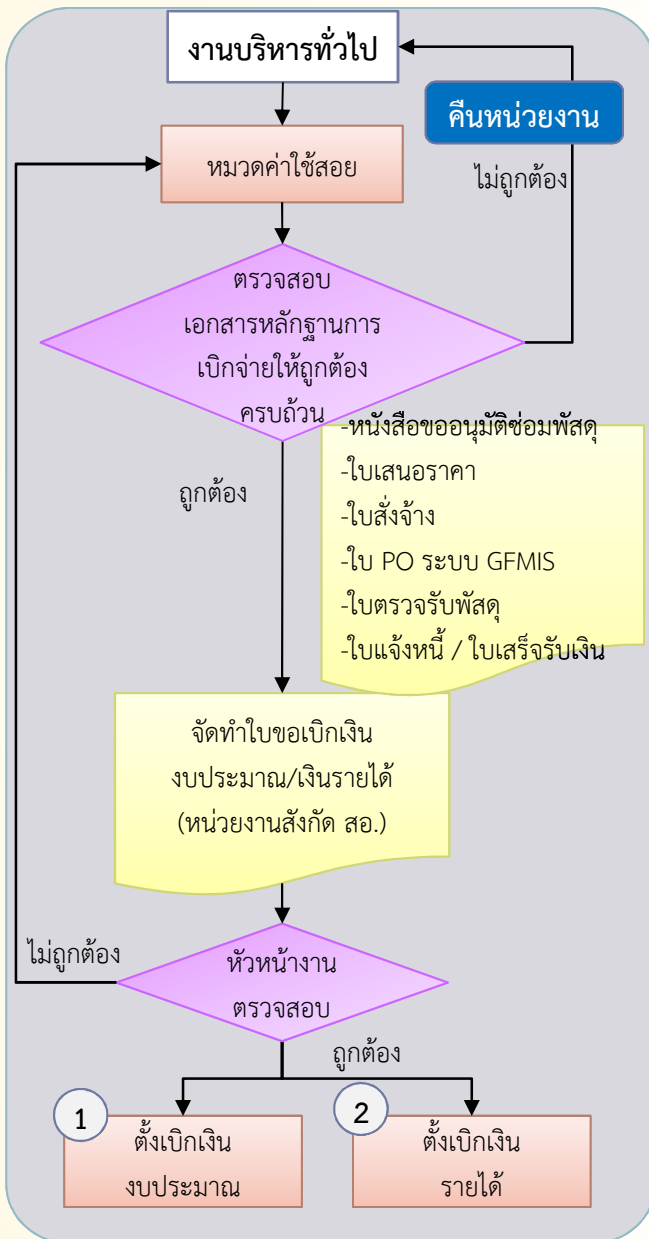 งานบริหารทั่วไป
คืนหน่วยงาน
หมวดค่าใช้สอย
ไม่ถูกต้อง
ตรวจสอบ
เอกสารหลักฐานการ
เบิกจ่ายให้ถูกต้อง
ครบถ้วน
-หนังสือขออนุมัติซ่อมพัสดุ
-ใบเสนอราคา
-ใบสั่งจ้าง
-ใบ PO ระบบ GFMIS
-ใบตรวจรับพัสดุ
-ใบแจ้งหนี้ / ใบเสร็จรับเงิน
ถูกต้อง
จัดทำใบขอเบิกเงิน
งบประมาณ/เงินรายได้
(หน่วยงานสังกัด สอ.)
ไม่ถูกต้อง
หัวหน้างาน
ตรวจสอบ
ถูกต้อง
1
ตั้งเบิกเงิน
งบประมาณ
2
ตั้งเบิกเงิน
รายได้